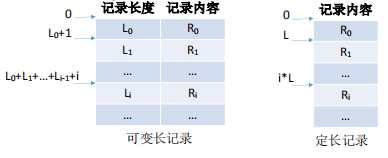 记录长度 记录内容
0
L0 R0
L0+1
L1 R1
... ...
L0+L1+...+Li-1+i
Li Ri
... ...
可变长记录
记录内容
0
R0
L
R1
...
i*L
Ri
...
定长记录